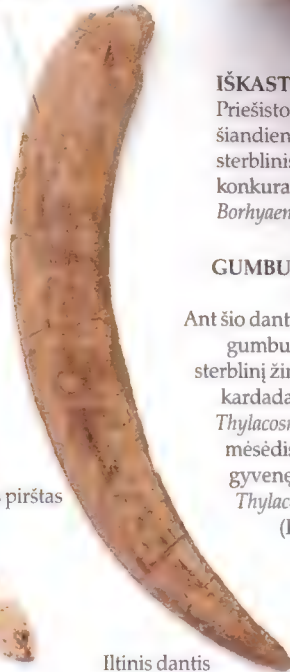 IŠKAST
Priešisto
šiandien
sterblinis
konkura
Borhyaen
GUMBU
Ant šio dant
gumbu
sterblinį žin
kardada
Thylacosn
mėsėdis
gyvenę
Thylac
pirštas
Iltinis dantis